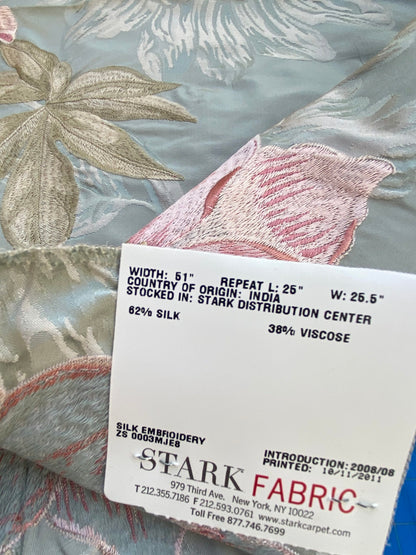 WIDTH: 51" REPEAT L: 25" W: 25.5"
COUNTRY OF ORIGIN: INDIA
STOCKED IN: STARK DISTRIBUTION CENTER
62% SILK 38% VISCOSE
SILK EMBROIDERY
ZS 0003MJE8
INTRODUCTION: 2008/08
PRINTED: 10/11/2011
STARK FABRIC
979 Third Ave. New York, NY 10022
T 212.355.7186 F 212.593.0761 www.starkcarpet.com
Toll Free 877.746.7699